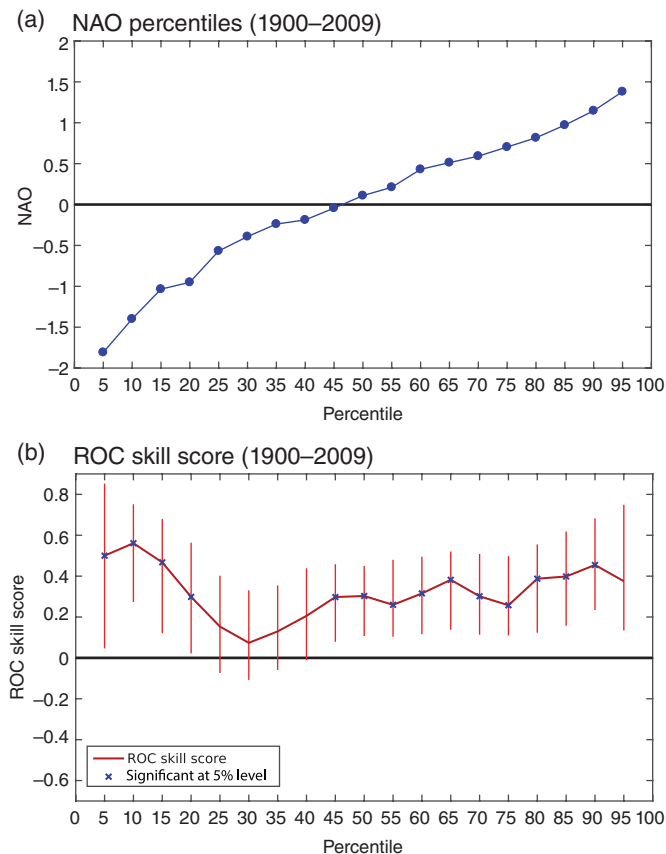 (a) NAO percentiles (1900–2009)
2
1.5
1
0.5
0
−0.5
−1
−1.5
−2
NAO
0 5 10 15 20 25 30 35 40 45 50 55 60 65 70 75 80 85 90 95 100
Percentile
(b) ROC skill score (1900–2009)
0.8
0.6
0.4
0.2
0
−0.2
−0.4
−0.6
ROC skill score
ROC skill score
Significant at 5% level
0 5 10 15 20 25 30 35 40 45 50 55 60 65 70 75 80 85 90 95 100
Percentile